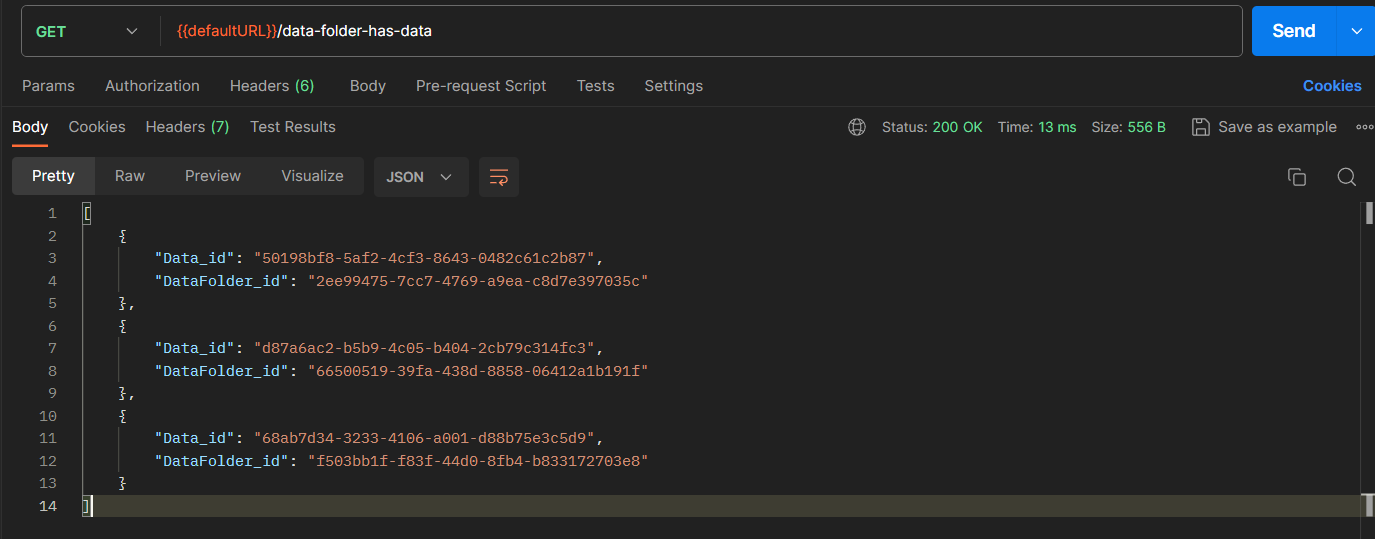 GET {{defaultURL}}/data-folder-has-data Send
Params Authorization Headers (6) Body Pre-request Script Tests Settings Cookies
Body Cookies Headers (7) Test Results Status: 200 OK Time: 13 ms Size: 556 B Save as example
Pretty Raw Preview Visualize JSON
1 [
2 {
3 "Data_id": "50198bf8-5af2-4cf3-8643-0482c61c2b87",
4 "DataFolder_id": "2ee99475-7cc7-4769-a9ea-c8d7e397035c"
5 },
6 {
7 "Data_id": "d87a6ac2-b5b9-4c05-b404-2cb79c314fc3",
8 "DataFolder_id": "66500519-39fa-438d-8858-06412a1b191f"
9 },
10 {
11 "Data_id": "68ab7d34-3233-4106-a001-d88b75e3c5d9",
12 "DataFolder_id": "f503bb1f-f83f-44d0-8fb4-b833172703e8"
13 }
14 ]